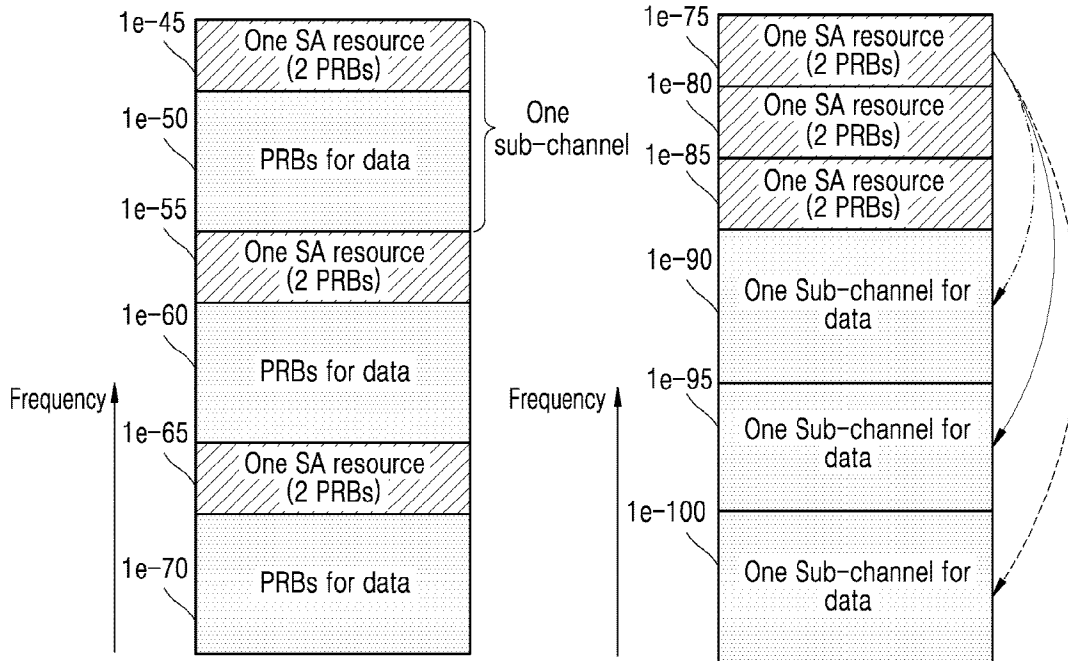 1e-45
One SA resource
(2 PRBs)
1e-50
PRBs for data
One
sub-channel
1e-55
One SA resource
(2 PRBs)
1e-60
PRBs for data
Frequency
1e-65
One SA resource
(2 PRBs)
1e-70
PRBs for data
1e-75
One SA resource
(2 PRBs)
1e-80
One SA resource
(2 PRBs)
1e-85
One SA resource
(2 PRBs)
1e-90
One Sub-channel for
data
1e-95
Frequency
One Sub-channel for
data
1e-100
One Sub-channel for
data